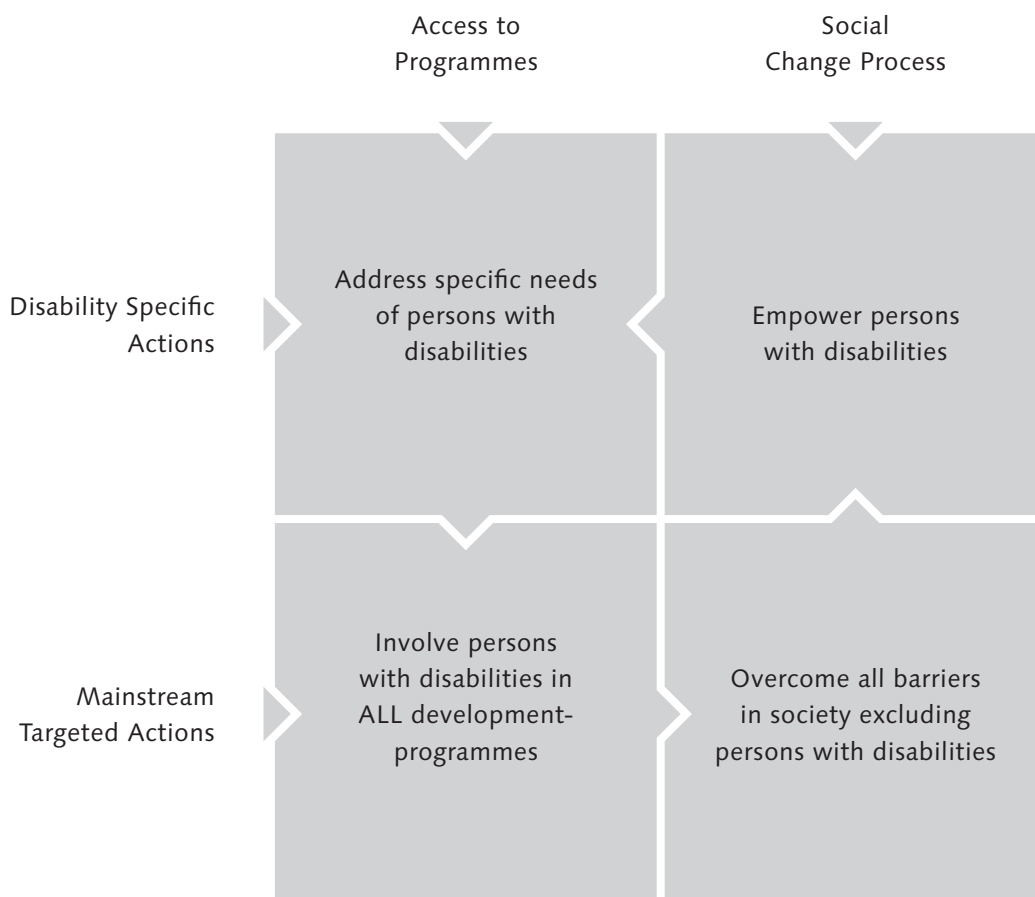 Access to
Programmes
Social
Change Process
Disability Specific
Actions
Address specific needs
of persons with
disabilities
Empower persons
with disabilities
Mainstream
Targeted Actions
Involve persons
with disabilities in
ALL development-
programmes
Overcome all barriers
in society excluding
persons with disabilities